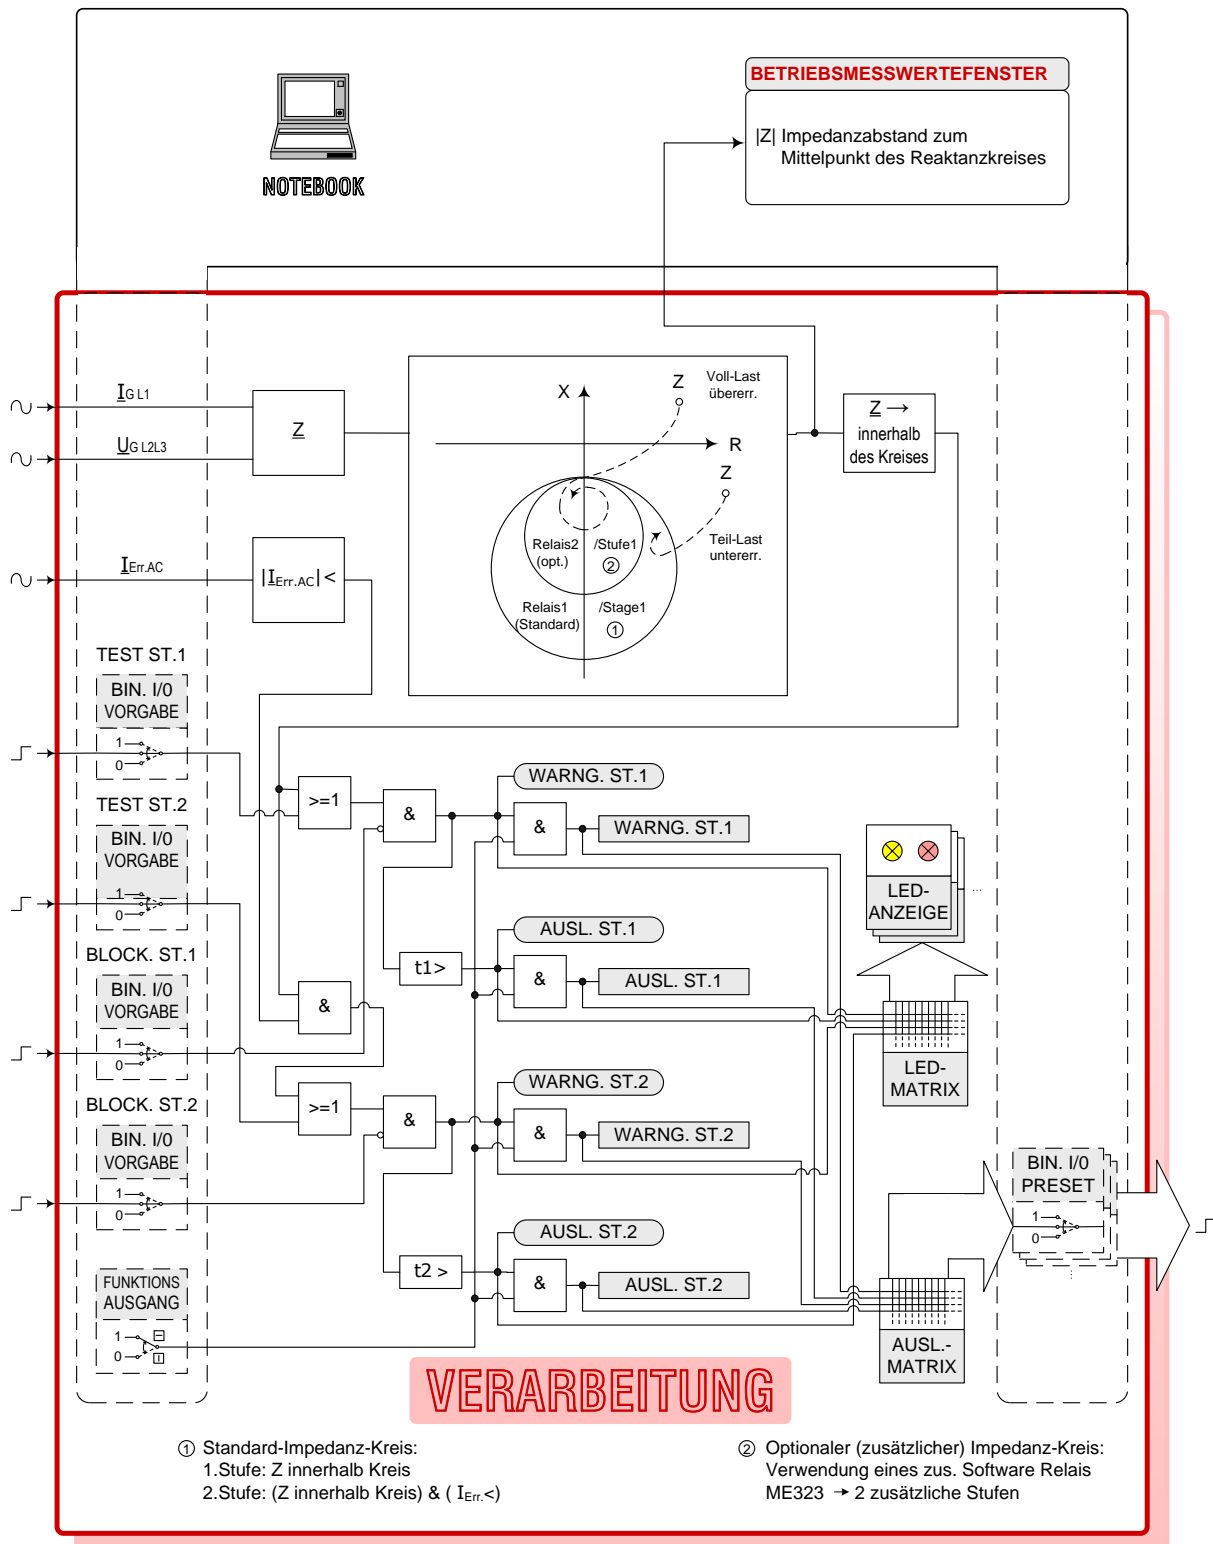 NOTEBOOK
BETRIEBSMESSWERTEFENSTER
|Z| Impedanzabstand zum
Mittelpunkt des Reaktanzkreises
IG L1
UG L2L3
Z
X
Z
Voll-Last
übererr.
R
Z
Teil-Last
untererr.
Relais2
(opt.)
/Stufe1
②
Relais1
(Standard)
/Stage1
①
Z →
innerhalb
des Kreises
IErr.AC
|IErr.AC| <
TEST ST.1
BIN. I/0
VORGABE
1
0
TEST ST.2
BIN. I/0
VORGABE
1
0
BLOCK. ST.1
BIN. I/0
VORGABE
1
0
BLOCK. ST.2
BIN. I/0
VORGABE
1
0
FUNKTIONS
AUSGANG
1
0
>=1
&
WARNG. ST.1
&
WARNG. ST.1
AUSL. ST.1
t1>
&
AUSL. ST.1
&
>=1
&
WARNG. ST.2
&
WARNG. ST.2
AUSL. ST.2
t2 >
&
AUSL. ST.2
LED-
ANZEIGE
...
LED-
MATRIX
BIN. I/0
PRESET
1
0
...
AUSL.-
MATRIX
VERARBEITUNG
① Standard-Impedanz-Kreis:
1.Stufe: Z innerhalb Kreis
2.Stufe: (Z innerhalb Kreis) & ( IErr.<)
② Optionaler (zusätzlicher) Impedanz-Kreis:
Verwendung eines zus. Software Relais
ME323 → 2 zusätzliche Stufen